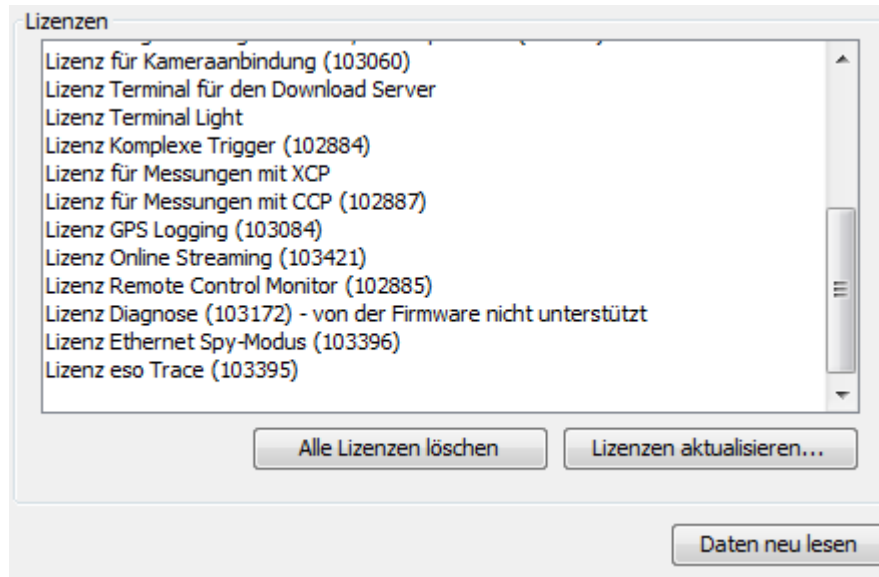 Lizenzen
Lizenz für Kameraanbindung (103060)
Lizenz Terminal für den Download Server
Lizenz Terminal Light
Lizenz Komplexe Trigger (102884)
Lizenz für Messungen mit XCP
Lizenz für Messungen mit CCP (102887)
Lizenz GPS Logging (103084)
Lizenz Online Streaming (103421)
Lizenz Remote Control Monitor (102885)
Lizenz Diagnose (103172) - von der Firmware nicht unterstützt
Lizenz Ethernet Spy-Modus (103396)
Lizenz eso Trace (103395)
Alle Lizenzen löschen
Lizenzen aktualisieren...
Daten neu lesen